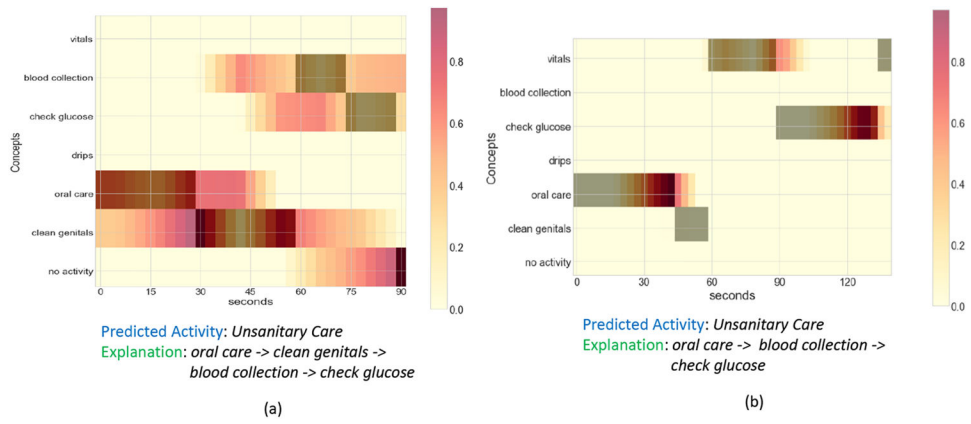 vitals
blood collection
check glucose
drips
oral care
clean genitals
no activity
Concepts
0 15 30 45 60 75 90
seconds
0.8
0.6
0.4
0.2
0.0
Predicted Activity: Unsanitary Care
Explanation: oral care -> clean genitals ->
blood collection -> check glucose
(a)
vitals
blood collection
check glucose
drips
oral care
clean genitals
no activity
Concepts
0 30 60 90 120
seconds
0.8
0.6
0.4
0.2
0.0
Predicted Activity: Unsanitary Care
Explanation: oral care -> blood collection ->
check glucose
(b)